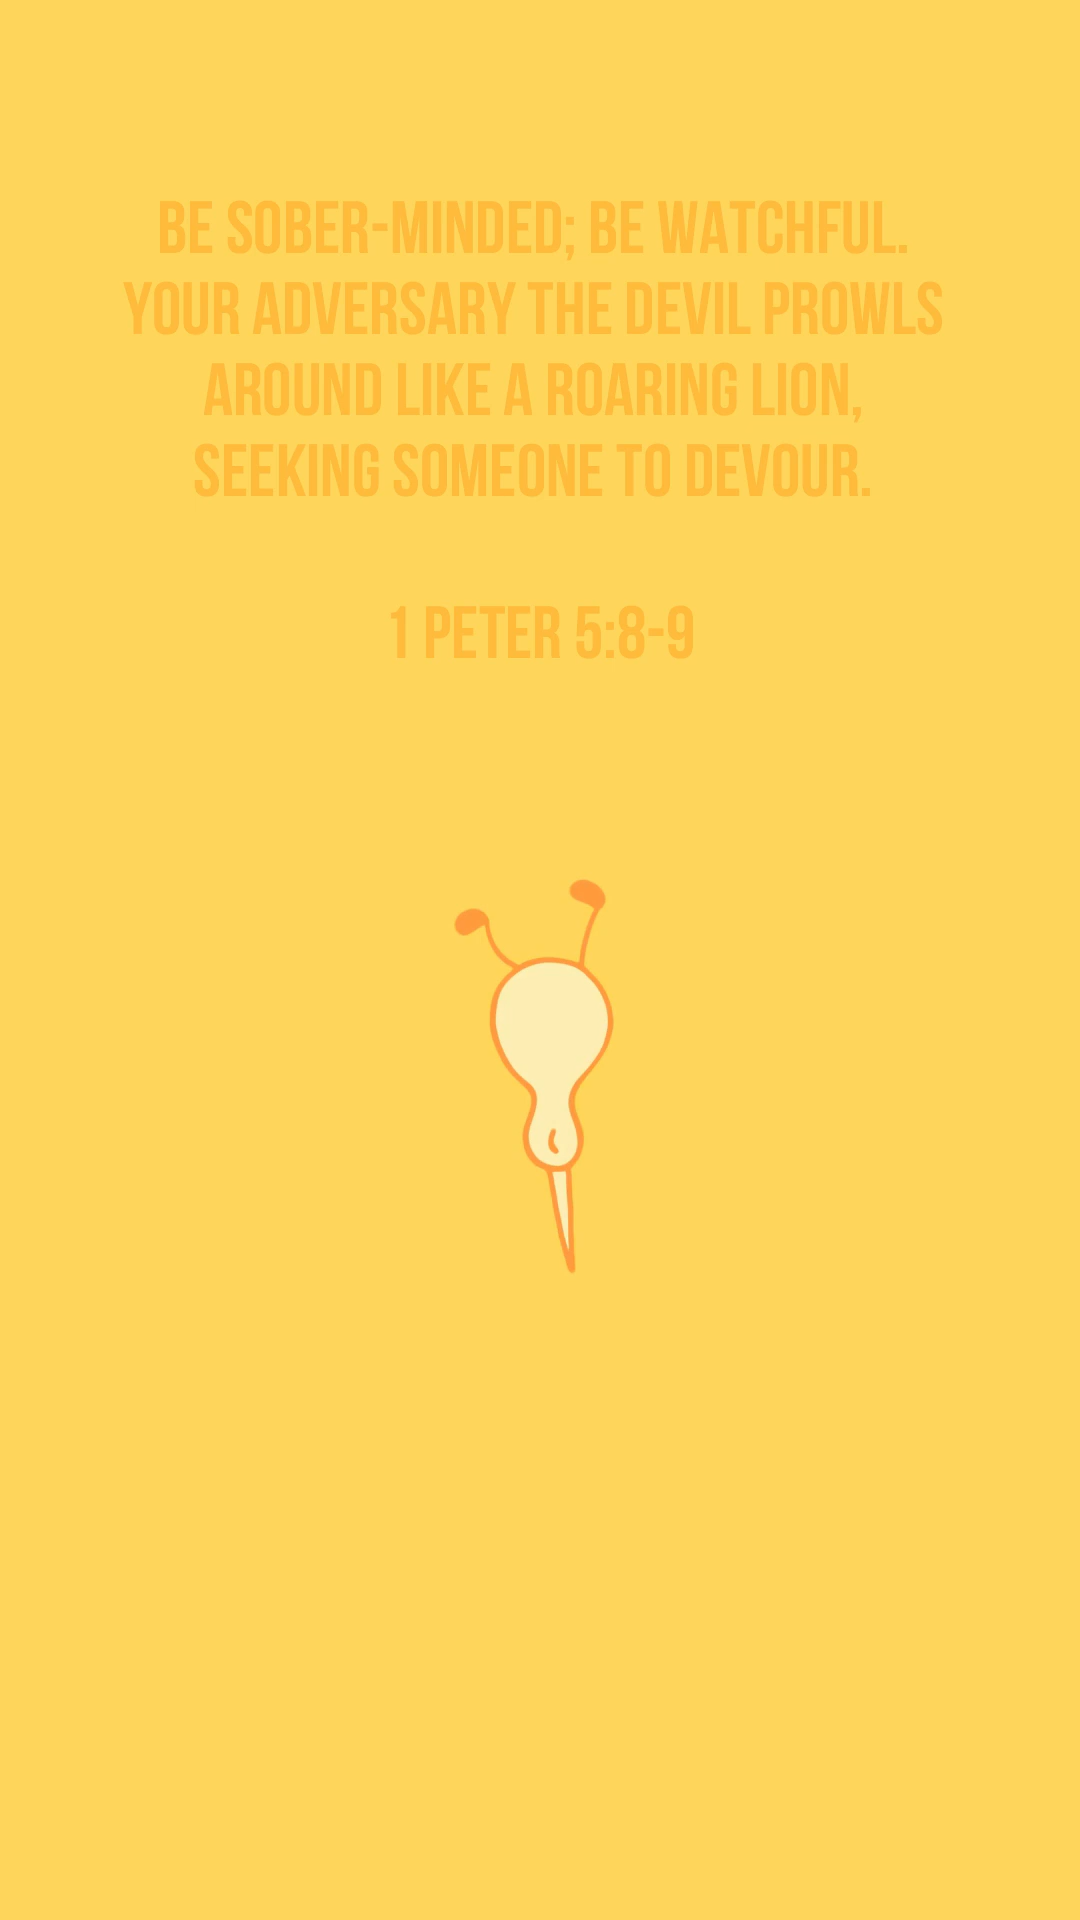 BE SOBER-MINDED; BE WATCHFUL.
YOUR ADVERSARY THE DEVIL PROWLS
AROUND LIKE A ROARING LION,
SEEKING SOMEONE TO DEVOUR.
1 PETER 5:8-9